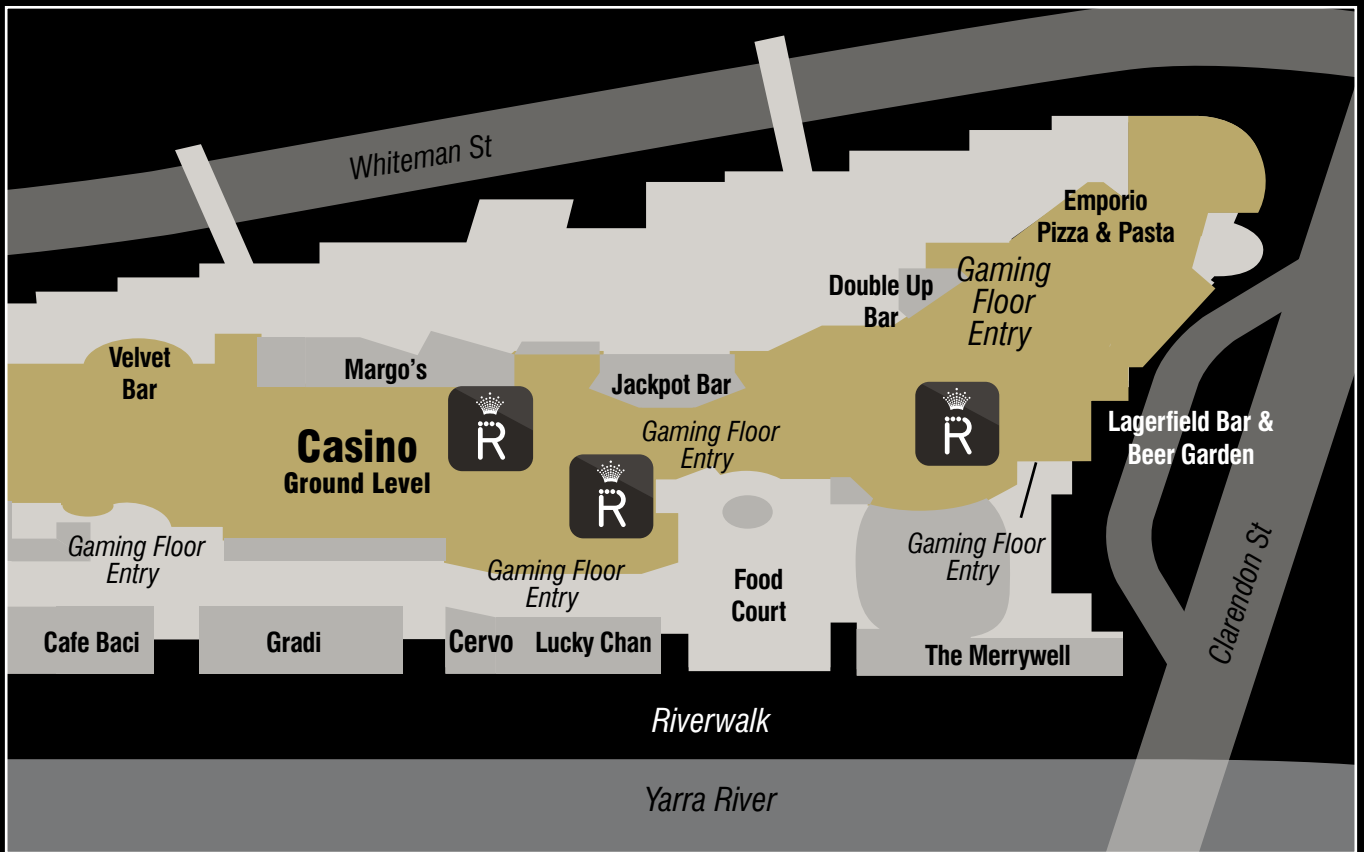 Whiteman St
Emporio
Pizza & Pasta
Double Up
Bar
Gaming
Floor
Entry
Velvet
Bar
Margo's
Jackpot Bar
R
Casino
Ground Level
Gaming Floor
Entry
R
R
Lagerfield Bar &
Beer Garden
Gaming Floor
Entry
Gaming Floor
Entry
Food
Court
Gaming Floor
Entry
Clarendon St
Cafe Baci
Gradi
Cervo
Lucky Chan
The Merrywell
Riverwalk
Yarra River